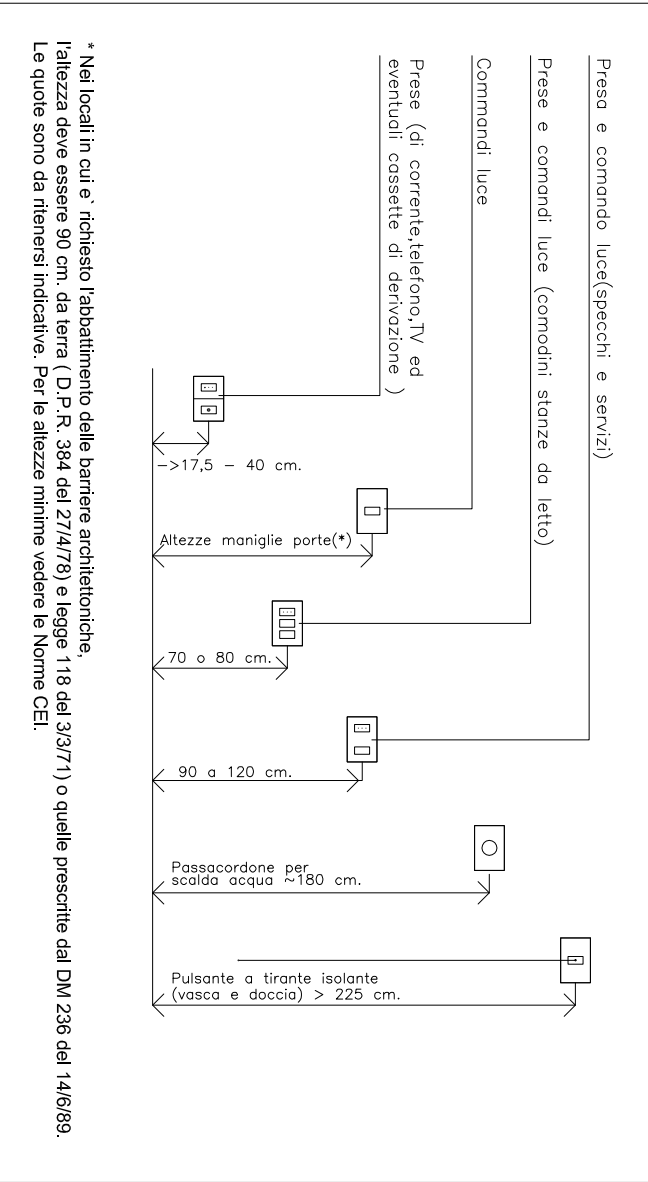 Presa e comando luce(specchi e servizi)
Prese e comandi luce (comodini stanze da letto)
Commandi luce
Prese (di corrente,telefono,TV ed
eventuali cassette di derivazione )
->17,5 - 40 cm.
Altezze maniglie porte(*)
70 o 80 cm.
90 a 120 cm.
Passacordone per
scalda acqua ~180 cm.
Pulsante a tirante isolante
(vasca e doccia) > 225 cm.
* Nei locali in cui e` richiesto l'abbattimento delle barriere architettoniche,
l'altezza deve essere 90 cm. da terra ( D.P.R. 384 del 27/4/78) e legge 118 del 3/3/71) o quelle prescritte dal DM 236 del 14/6/89.
Le quote sono da ritenersi indicative. Per le altezze minime vedere le Norme CEI.